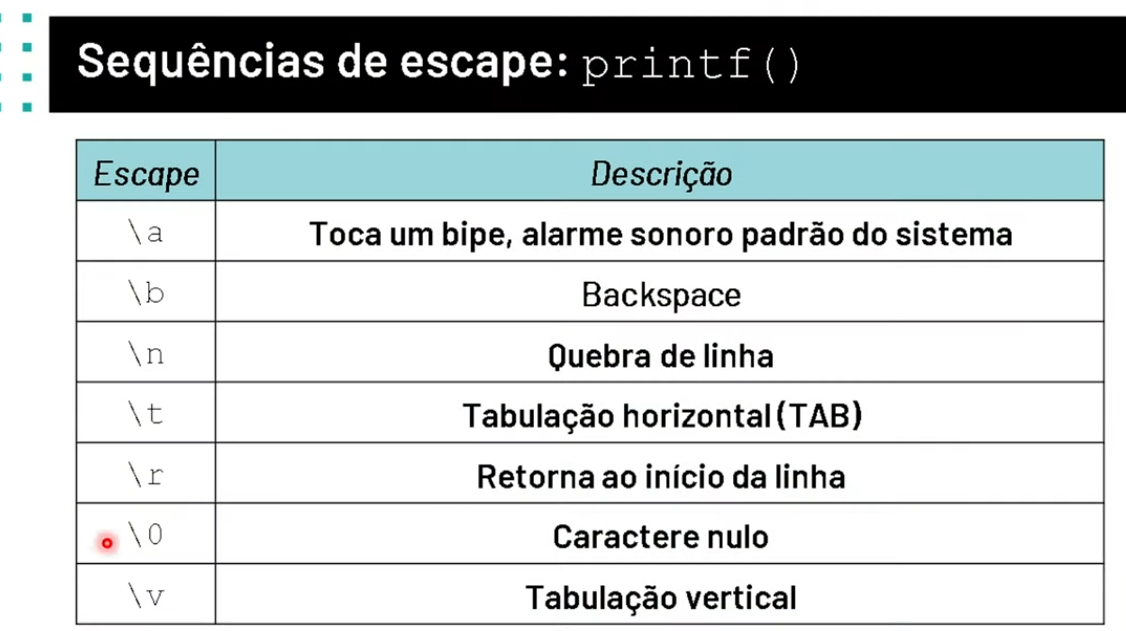 Sequências de escape: printf()
Escape Descrição
\a Toca um bipe, alarme sonoro padrão do sistema
\b Backspace
\n Quebra de linha
\t Tabulação horizontal (TAB)
\r Retorna ao início da linha
\0 Caractere nulo
\v Tabulação vertical